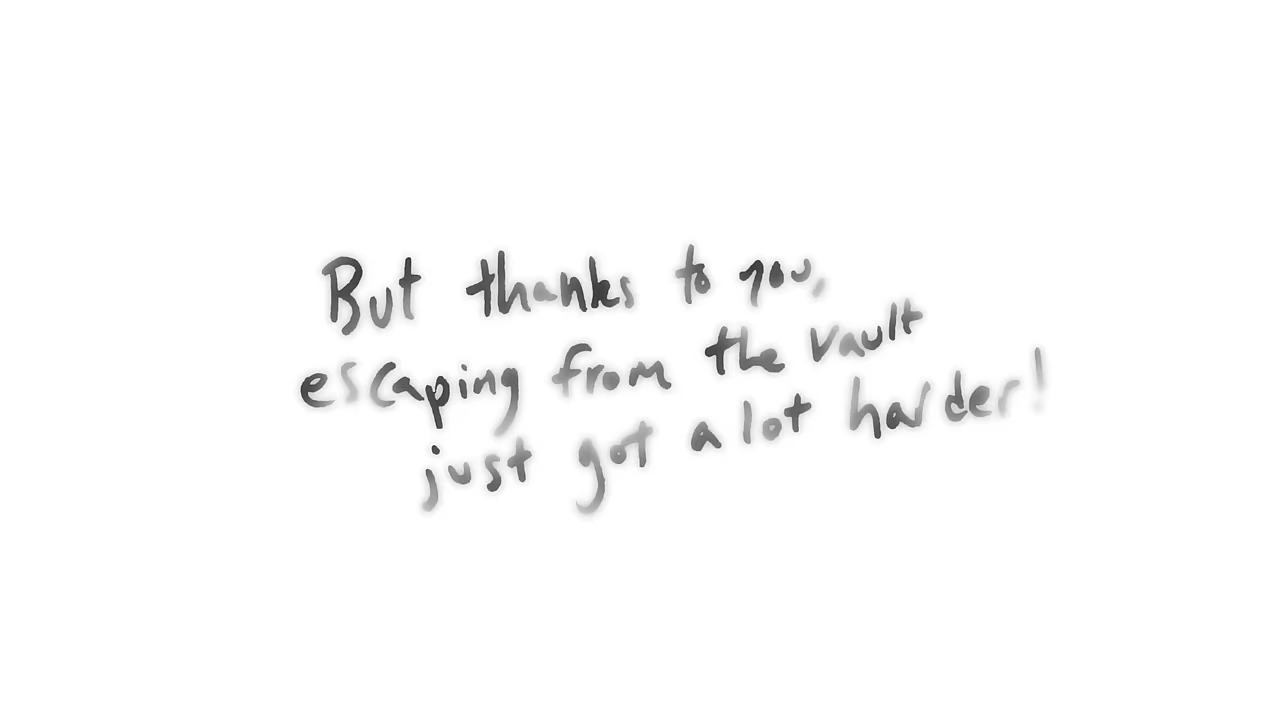 But thanks to you,
escaping from the vault
just got a lot harder!